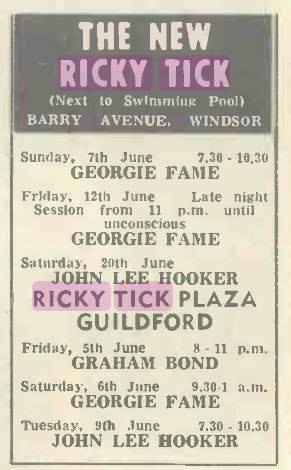 THE NEW
RICKY TICK
(Next to Swimming Pool)
BARRY AVENUE, WINDSOR
Sunday, 7th June 7.30 - 10.30
GEORGIE FAME
Friday, 12th June Late night
Session from 11 p.m. until
unconscious
GEORGIE FAME
Saturday, 20th June
JOHN LEE HOOKER
RICKY TICK PLAZA
GUILDFORD
Friday, 5th June 8 - 11 p.m.
GRAHAM BOND
Saturday, 6th June 9.30-1 a.m.
GEORGIE FAME
Tuesday, 9th June 7.30 - 10.30
JOHN LEE HOOKER